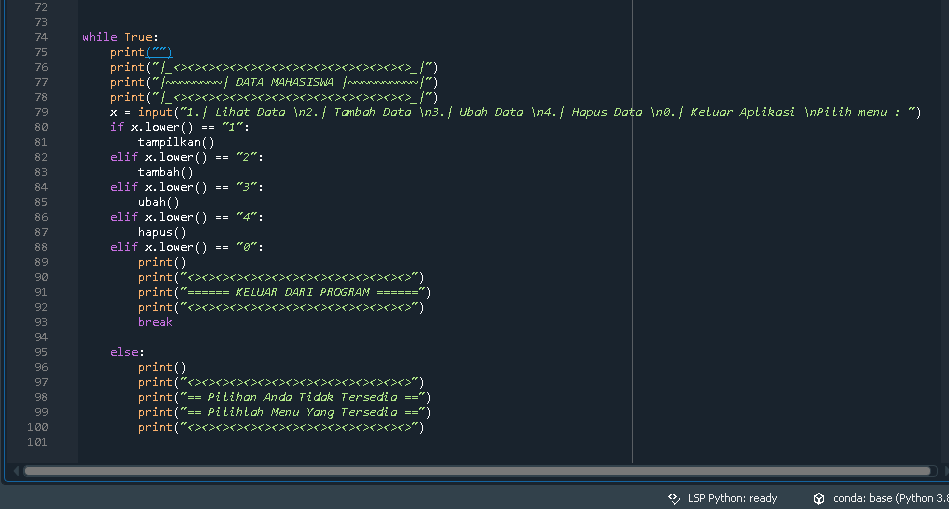 72
73
74 while True:
75 print("")
76 print("|_<><><><><><><><><><><><><><><><><>_|")
77 print("|~~~~~~~~| DATA MAHASISWA |~~~~~~~~~~|")
78 print("|_<><><><><><><><><><><><><><><><><>_|")
79 x = input("1.| Lihat Data \n2.| Tambah Data \n3.| Ubah Data \n4.| Hapus Data \n0.| Keluar Aplikasi \nPilih menu : ")
80 if x.lower() == "1":
81 tampilkan()
82 elif x.lower() == "2":
83 tambah()
84 elif x.lower() == "3":
85 ubah()
86 elif x.lower() == "4":
87 hapus()
88 elif x.lower() == "0":
89 print()
90 print("<><><><><><><><><><><><><><><><>")
91 print("====== KELUAR DARI PROGRAM ======")
92 print("<><><><><><><><><><><><><><><><>")
93 break
94
95 else:
96 print()
97 print("<><><><><><><><><><><><><><><><>")
98 print("== Pilihan Anda Tidak Tersedia ==")
99 print("== Pilihlah Menu Yang Tersedia ==")
100 print("<><><><><><><><><><><><><><><><>")
101
LSP Python: ready conda: base (Python 3.8